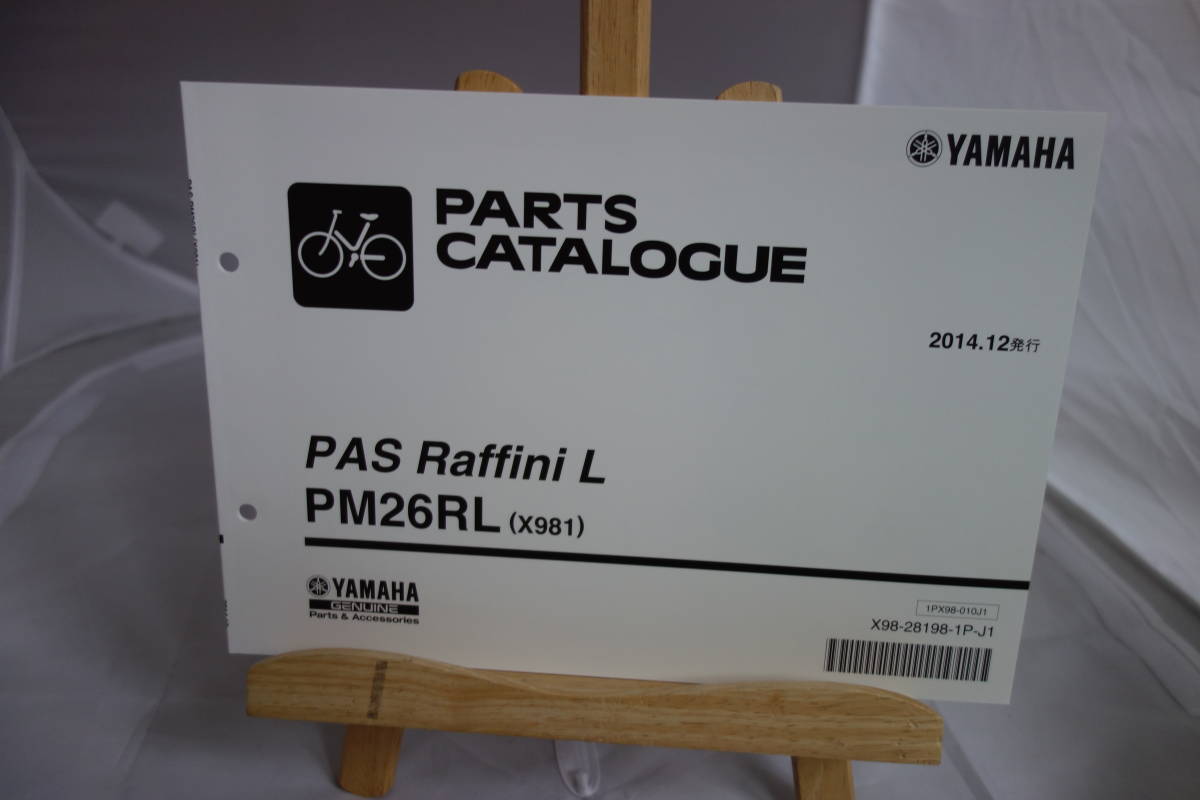 YAMAHA
PARTS
CATALOGUE
2014.12発行
PAS Raffini L
PM26RL (X981)
YAMAHA
GENUINE
Parts & Accessories
1PX98-010J1
X98-28198-1P-J1